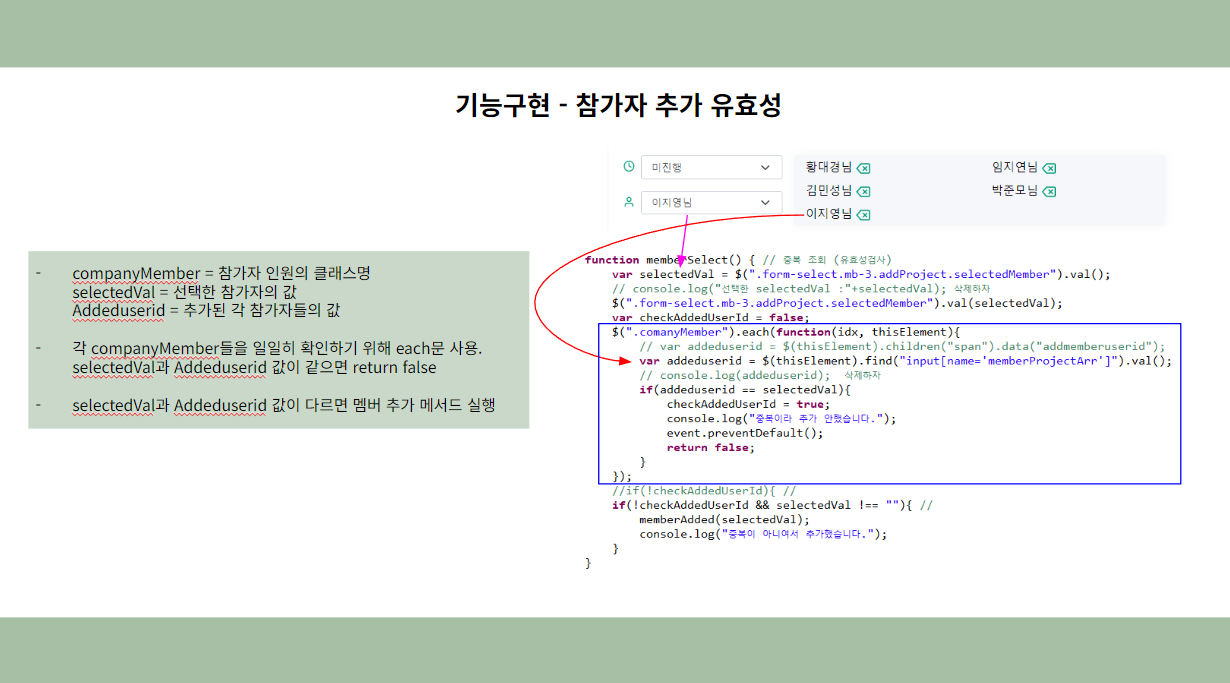 기능구현 - 참가자 추가 유효성
미진행
이지영님
황대경님
임지연님
김민성님
박준모님
이지영님
- companyMember = 참가자 인원의 클래스명
selectedVal = 선택한 참가자의 값
Addeduserid = 추가된 각 참가자들의 값
- 각 companyMember들을 일일히 확인하기 위해 each문 사용.
selectedVal과 Addeduserid 값이 같으면 return false
- selectedVal과 Addeduserid 값이 다르면 멤버 추가 메서드 실행
function memberSelect() { // 중복 조회 (유효성검사)
var selectedVal = $(".form-select.mb-3.addProject.selectedMember").val();
// console.log("선택한 selectedVal :"+selectedVal); 삭제하자
$(".form-select.mb-3.addProject.selectedMember").val(selectedVal);
var checkAddedUserId = false;
$(".comanyMember").each(function(idx, thisElement){
// var addeduserid = $(thisElement).children("span").data("addmemberuserid");
var addeduserid = $(thisElement).find("input[name='memberProjectArr']").val();
// console.log(addeduserid); 삭제하자
if(addeduserid == selectedVal){
checkAddedUserId = true;
console.log("중복이라 추가 안했습니다.");
event.preventDefault();
return false;
}
});
//if(!checkAddedUserId){ //
if(!checkAddedUserId && selectedVal !== ""){ //
memberAdded(selectedVal);
console.log("중복이 아니여서 추가했습니다.");
}
}